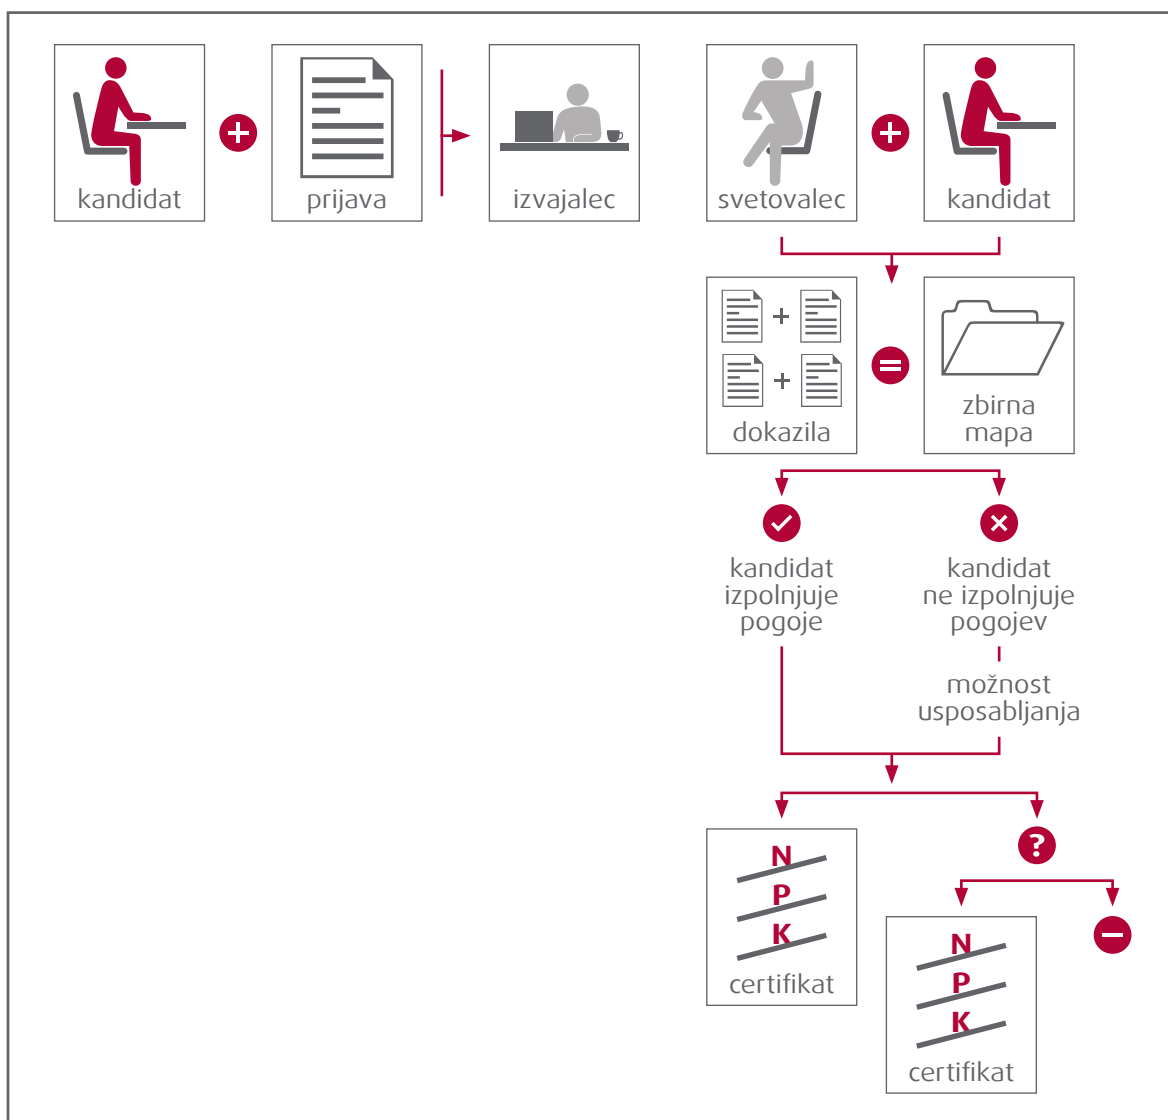 kandidat
prijava
izvajalec
svetovalec
kandidat
dokazila
zbirna
mapa
kandidat
izpolnjuje
pogoje
kandidat
ne izpolnjuje
pogojev
možnost
usposabljanja
?
N
P
K
certifikat
N
P
K
certifikat